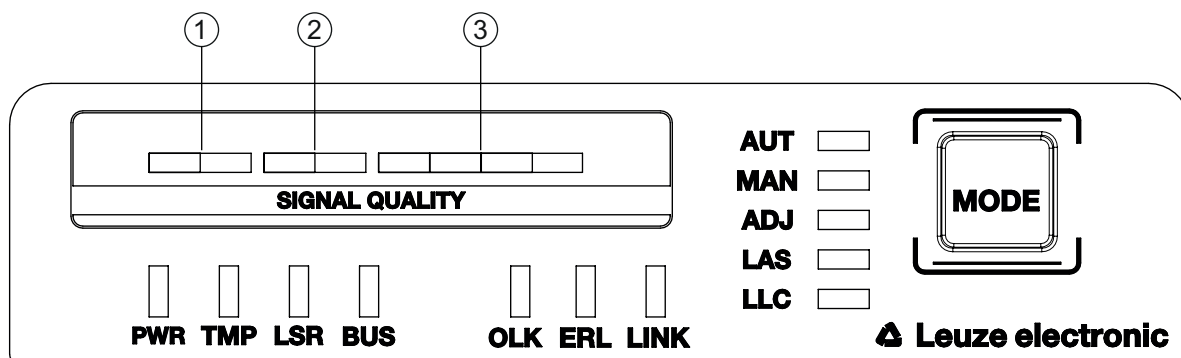 1 2 3
SIGNAL QUALITY
AUT
MAN
ADJ
LAS
LLC
MODE
PWR TMP LSR BUS OLK ERL LINK
Leuze electronic